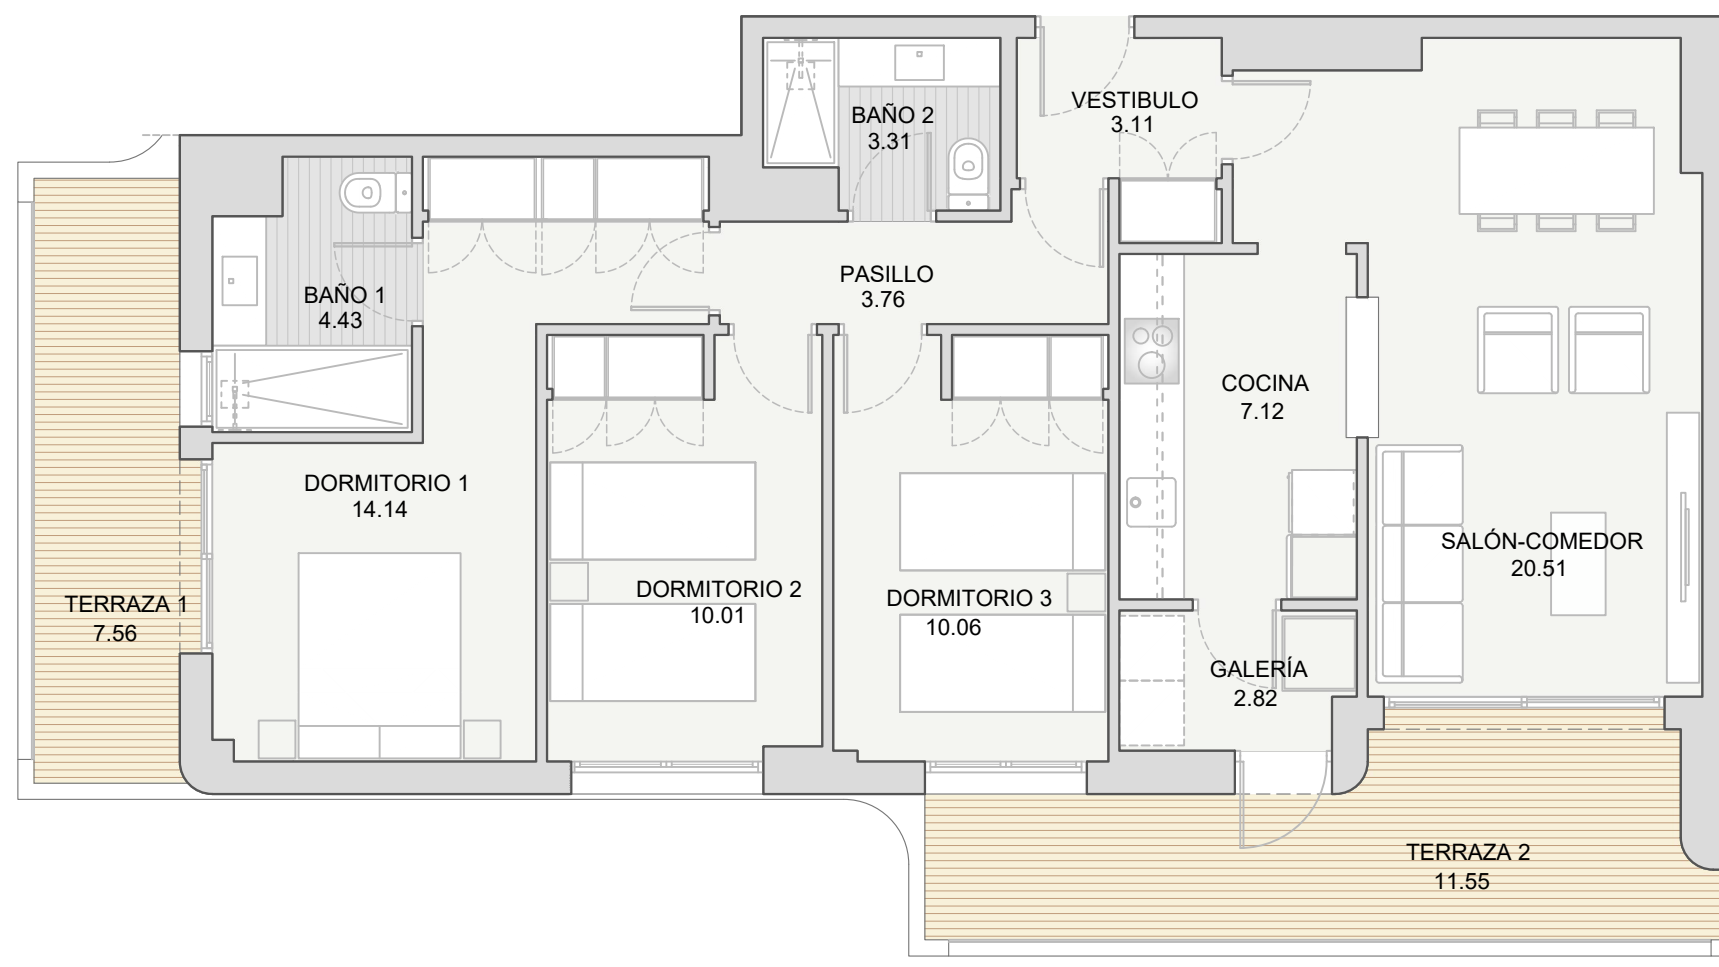 BAÑO 2
3.31
VESTIBULO
3.11
BAÑO 1
4.43
PASILLO
3.76
COCINA
7.12
DORMITORIO 1
14.14
SALÓN-COMEDOR
20.51
TERRAZA 1
7.56
DORMITORIO 2
10.01
DORMITORIO 3
10.06
GALERÍA
2.82
TERRAZA 2
11.55